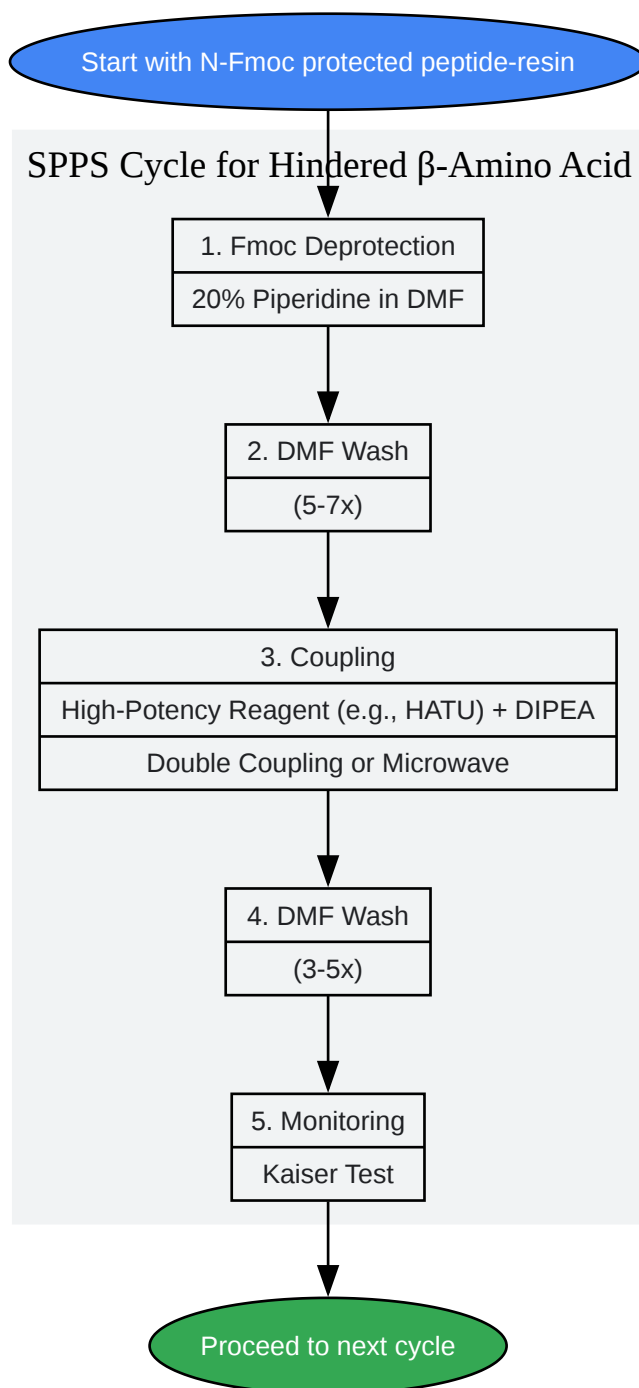 Start with N-Fmoc protected peptide-resin
SPPS Cycle for Hindered β-Amino Acid
1. Fmoc Deprotection
20% Piperidine in DMF
2. DMF Wash
(5-7x)
3. Coupling
High-Potency Reagent (e.g., HATU) + DIPEA
Double Coupling or Microwave
4. DMF Wash
(3-5x)
5. Monitoring
Kaiser Test
Proceed to next cycle